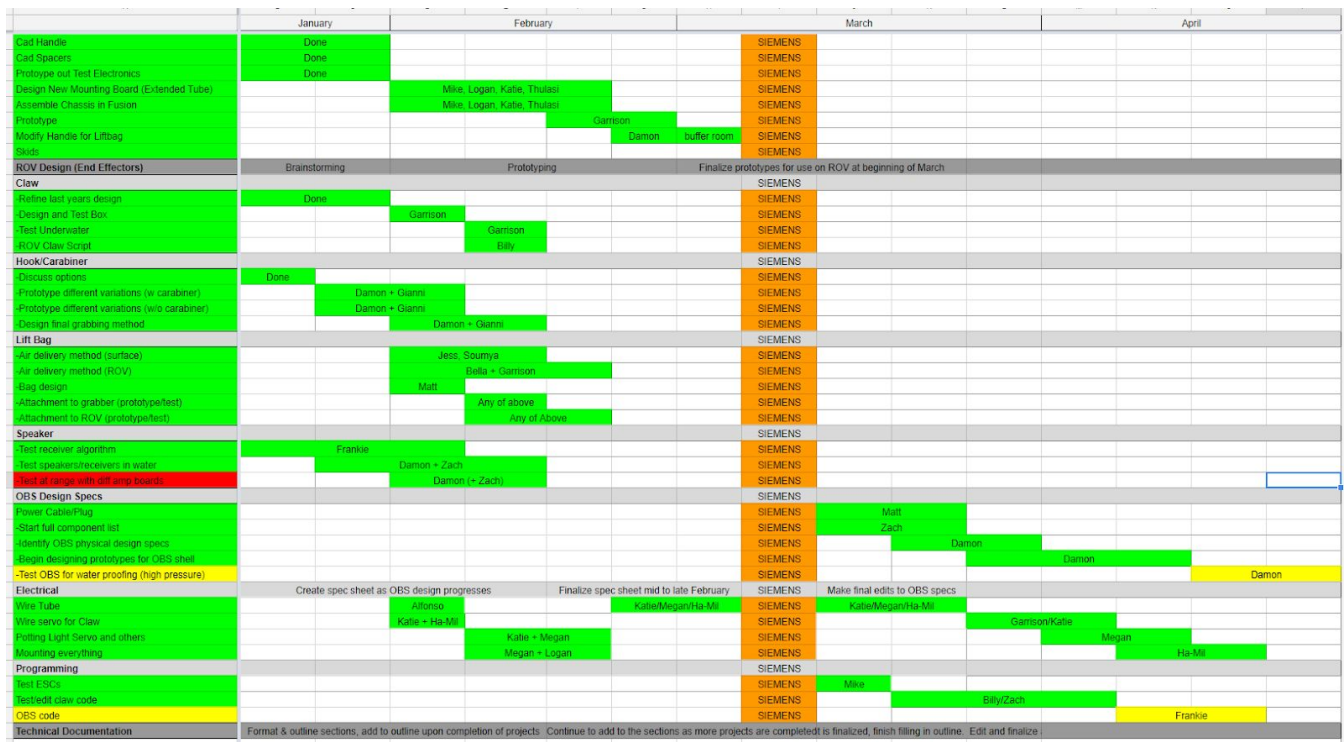 January February March April
Cad Handle Done SIEMENS
Cad Spacers Done SIEMENS
Protoype out Test Electronics Done SIEMENS
Design New Mounting Board (Extended Tube) Mike, Logan, Katie, Thulasi SIEMENS
Assemble Chassis in Fusion Mike, Logan, Katie, Thulasi SIEMENS
Prototype Garrison SIEMENS
Modify Handle for Liftbag Damon buffer room SIEMENS
Skids SIEMENS
ROV Design (End Effectors) Brainstorming Prototyping Finalize prototypes for use on ROV at beginning of March
Claw SIEMENS
-Refine last years design Done SIEMENS
-Design and Test Box Garrison SIEMENS
-Test Underwater Garrison SIEMENS
-ROV Claw Script Billy SIEMENS
Hook/Carabiner SIEMENS
-Discuss options Done SIEMENS
-Prototype different variations (w carabiner) Damon + Gianni SIEMENS
-Prototype different variations (w/o carabiner) Damon + Gianni SIEMENS
-Design final grabbing method Damon + Gianni SIEMENS
Lift Bag SIEMENS
-Air delivery method (surface) Jess, Soumya SIEMENS
-Air delivery method (ROV) Bella + Garrison SIEMENS
-Bag design Matt SIEMENS
-Attachment to grabber (prototype/test) Any of above SIEMENS
-Attachment to ROV (prototype/test) Any of Above SIEMENS
Speaker SIEMENS
-Test receiver algorithm Frankie SIEMENS
-Test speakers/receivers in water Damon + Zach SIEMENS
-Test at range with diff amp boards Damon (+ Zach) SIEMENS
OBS Design Specs SIEMENS
Power Cable/Plug SIEMENS Matt
-Start full component list SIEMENS Zach
-Identify OBS physical design specs SIEMENS Damon
-Begin designing prototypes for OBS shell SIEMENS Damon
-Test OBS for water proofing (high pressure) SIEMENS Damon
Electrical Create spec sheet as OBS design progresses Finalize spec sheet mid to late February SIEMENS Make final edits to OBS specs
Wire Tube Alfonso Katie/Megan/Ha-Mil SIEMENS Katie/Megan/Ha-Mil
Wire servo for Claw Katie + Ha-Mil SIEMENS Garrison/Katie
Potting Light Servo and others Katie + Megan SIEMENS Megan
Mounting everything Megan + Logan SIEMENS Ha-Mil
Programming SIEMENS
Test ESCs SIEMENS Mike
Test/edit claw code SIEMENS Billy/Zach
OBS code SIEMENS Frankie
Technical Documentation Format & outline sections, add to outline upon completion of projects Continue to add to the sections as more projects are completed t is finalized, finish filling in outline. Edit and finalize